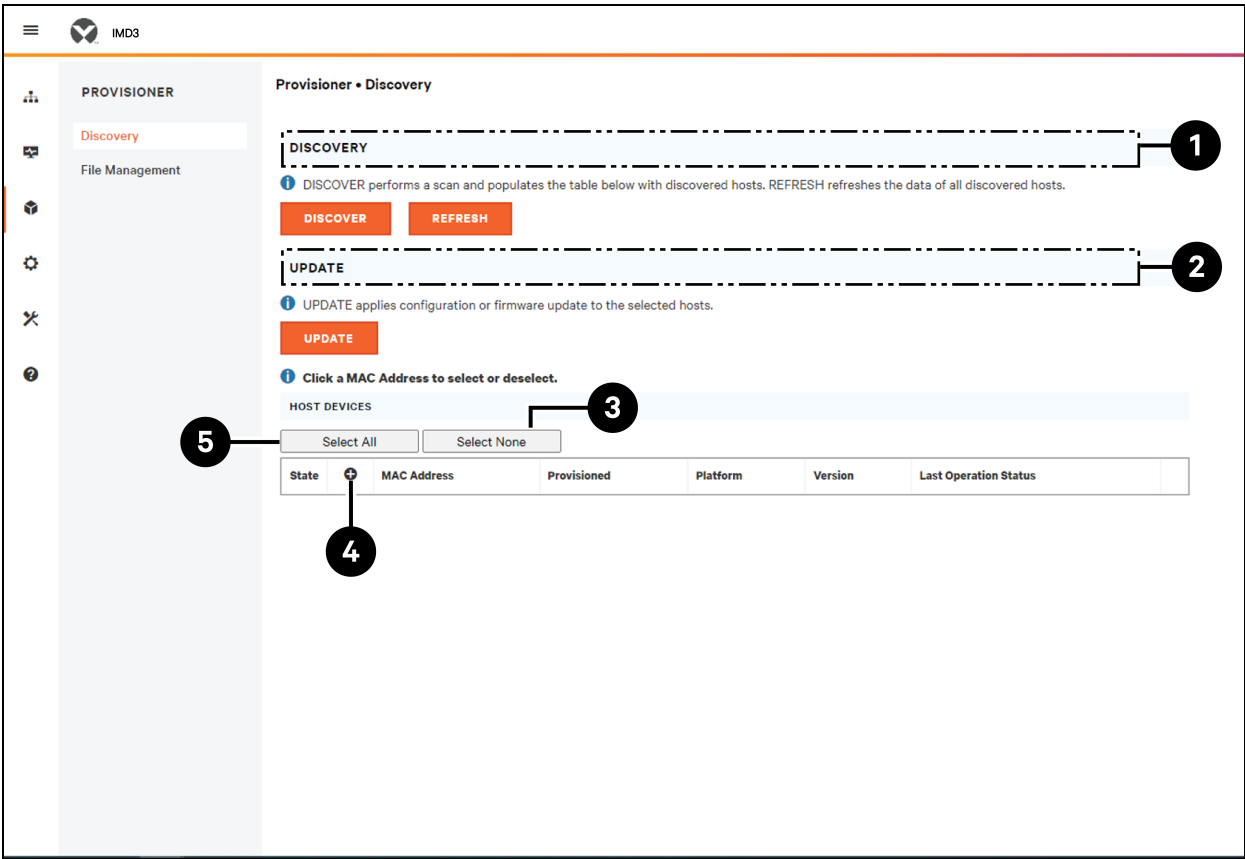 IMD3
PROVISIONER
Discovery
File Management
Provisioner • Discovery
DISCOVERY
1
DISCOVER performs a scan and populates the table below with discovered hosts. REFRESH refreshes the data of all discovered hosts.
DISCOVER REFRESH
UPDATE
2
UPDATE applies configuration or firmware update to the selected hosts.
UPDATE
Click a MAC Address to select or deselect.
HOST DEVICES
3
5
Select All Select None
State MAC Address Provisioned Platform Version Last Operation Status
4